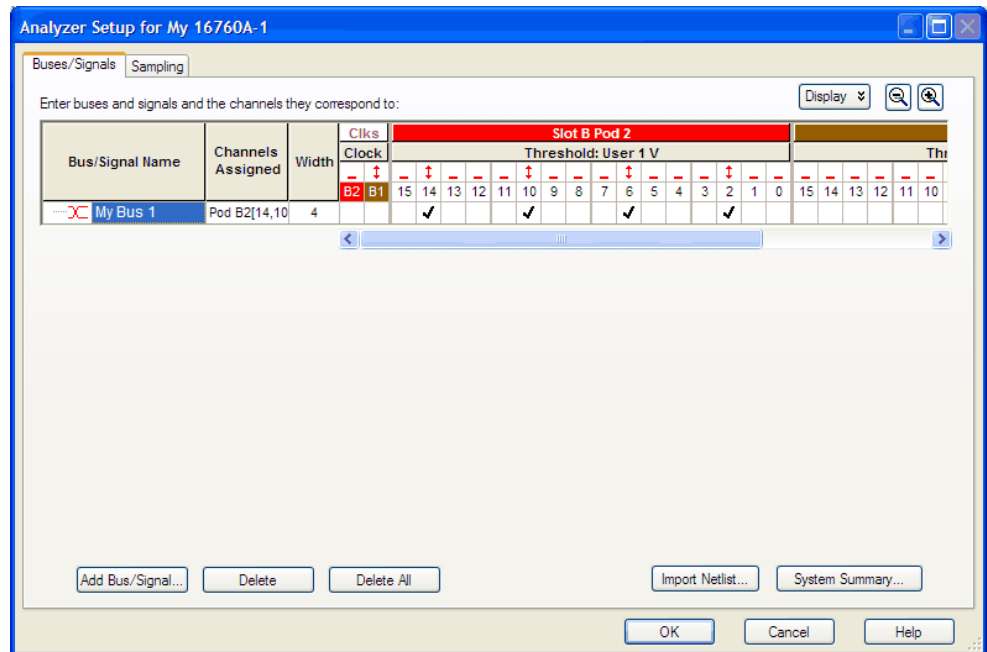 Analyzer Setup for My 16760A-1
Buses/Signals Sampling
Enter buses and signals and the channels they correspond to:
Display
Bus/Signal Name Channels Assigned Width Clks Slot B Pod 2
Clock Threshold: User 1 V Thr
B2 B1 15 14 13 12 11 10 9 8 7 6 5 4 3 2 1 0 15 14 13 12 11 10
My Bus 1 Pod B2[14,10 4
Add Bus/Signal... Delete Delete All Import Netlist... System Summary...
OK Cancel Help